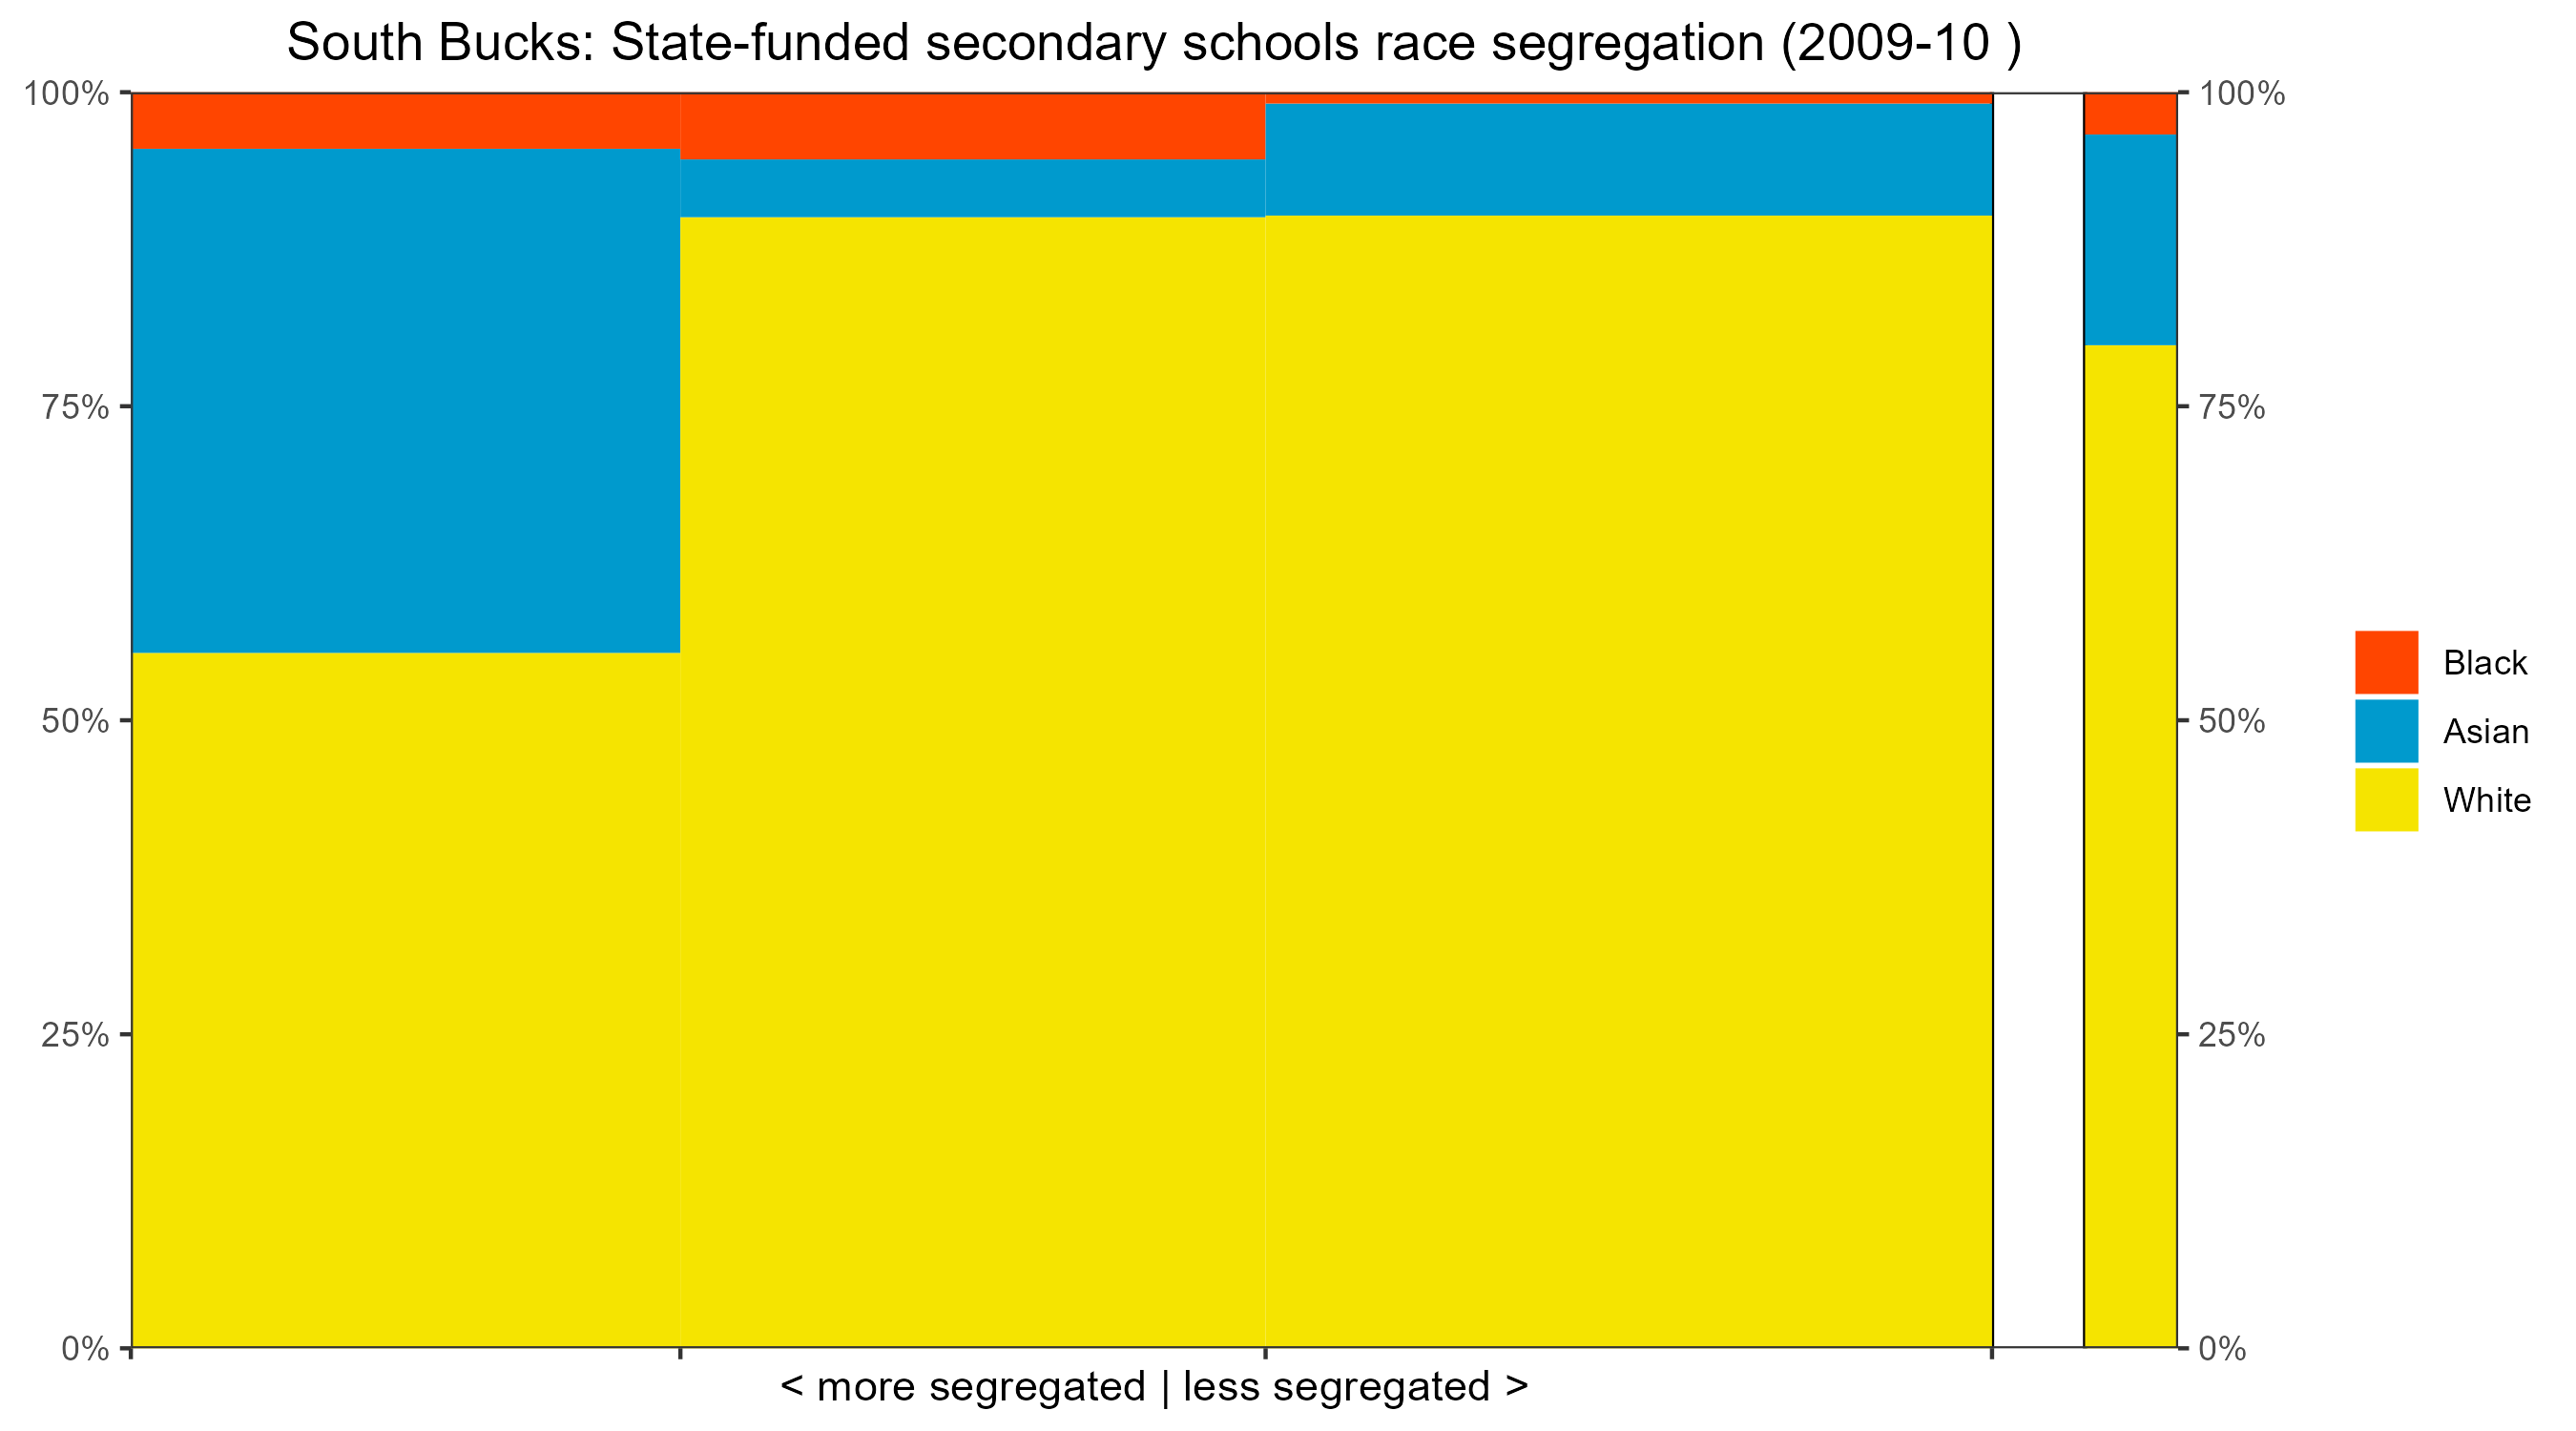 South Bucks: State-funded secondary schools race segregation (2009-10 )
100%
75%
50%
25%
0%
100%
75%
50%
25%
0%
Black
Asian
White
< more segregated | less segregated >